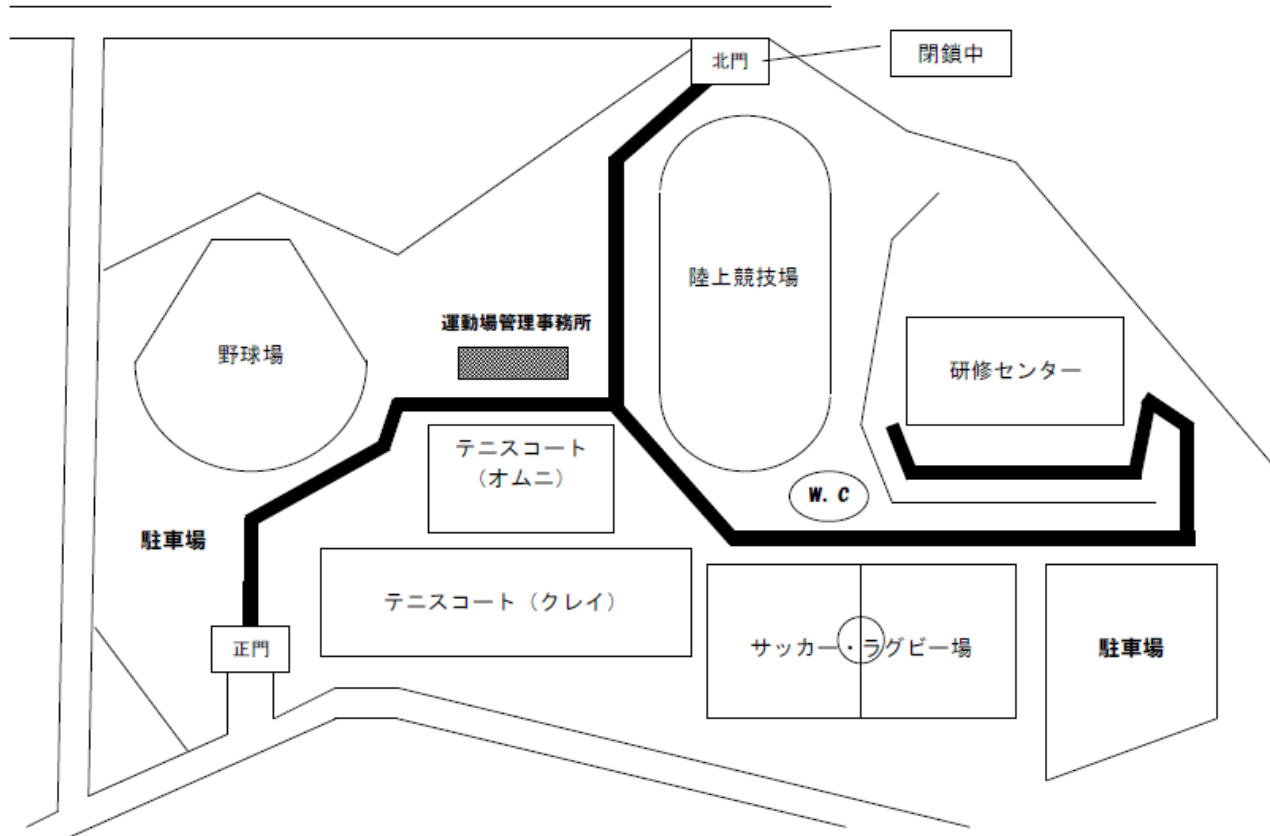 北門
閉鎖中
陸上競技場
運動場管理事務所
野球場
研修センター
テニスコート
（オムニ）
W.C
駐車場
テニスコート（クレイ）
正門
サッカー・ラグビー場
駐車場